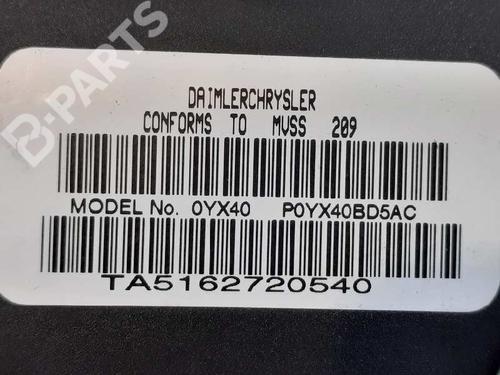 B-PARTS
DAIMLERCHRYSLER
CONFORMS TO MVSS 209
MODEL No. 0YX40 P0YX40BD5AC
TA5162720540